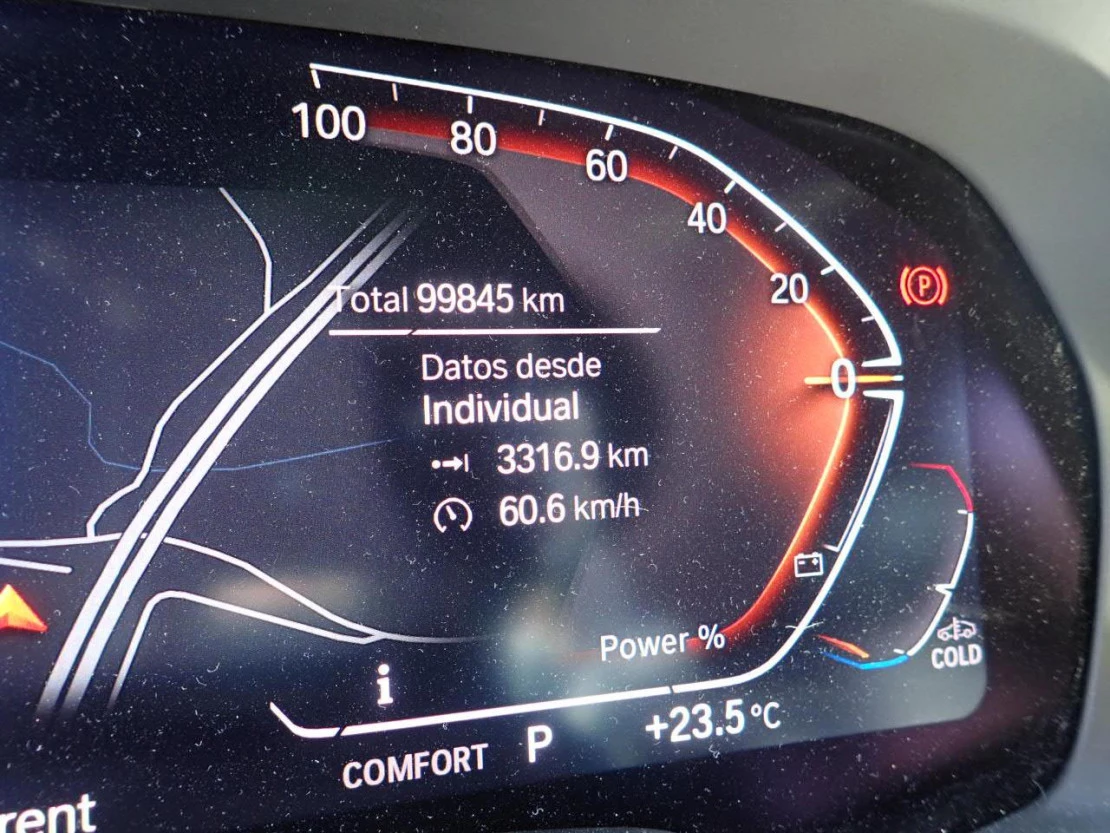 100
80
60
40
20
0
P
Total 99845 km
Datos desde
Individual
3316.9 km
60.6 km/h
Power %
COLD
i
COMFORT P +23.5 °C
rent